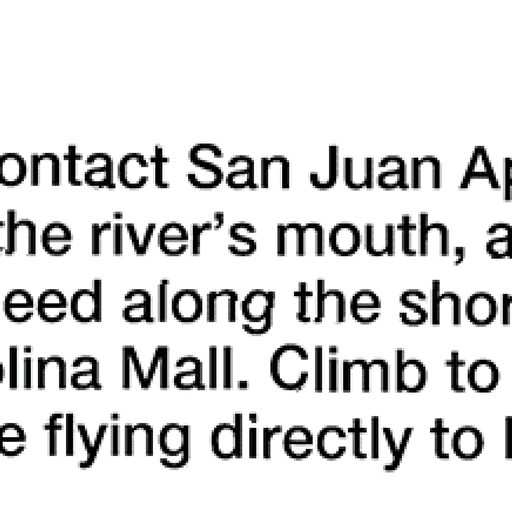 ontact San Juan Ap
the river's mouth, a
eed along the shor
olina Mall. Climb to
e flying directly to